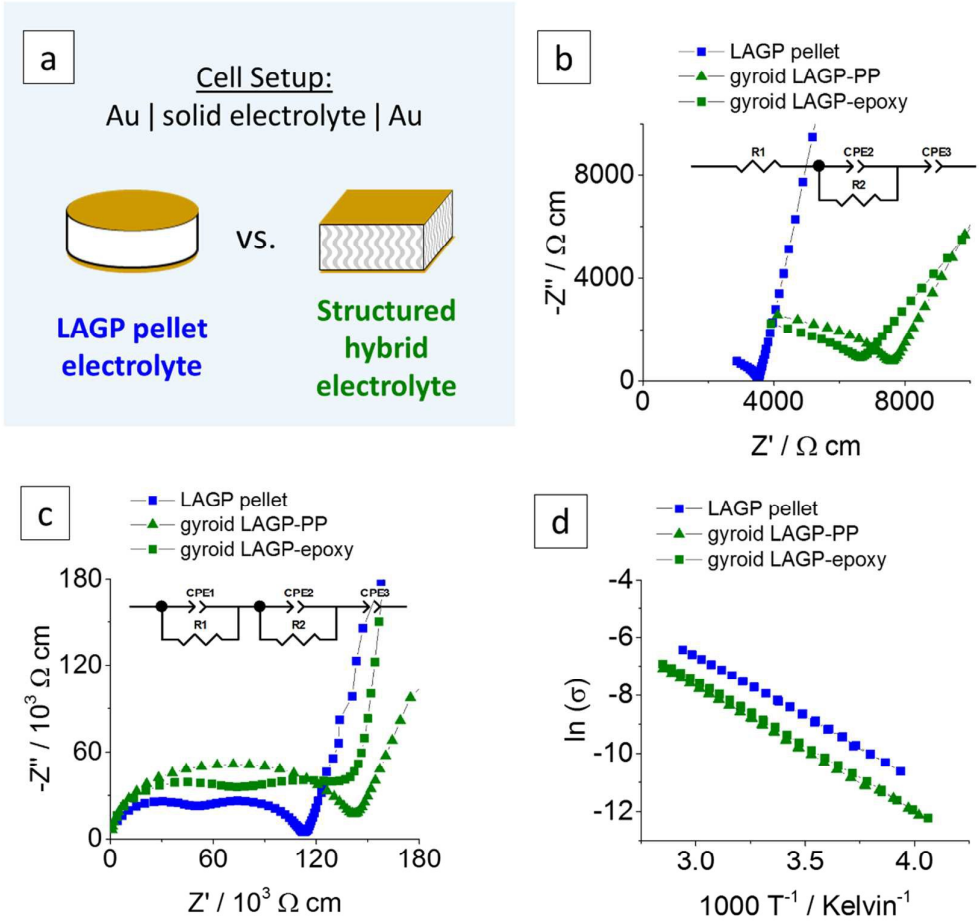 a
Cell Setup:
Au | solid electrolyte | Au
vs.
LAGP pellet
electrolyte
Structured
hybrid
electrolyte
b
LAGP pellet
gyroid LAGP-PP
gyroid LAGP-epoxy
R1
CPE2
CPE3
R2
8000
4000
0
-Z'' / Ω cm
0
4000
8000
Z' / Ω cm
c
LAGP pellet
gyroid LAGP-PP
gyroid LAGP-epoxy
CPE1
CPE2
CPE3
R1
R2
180
120
60
0
-Z'' / 10³ Ω cm
0
60
120
180
Z' / 10³ Ω cm
d
LAGP pellet
gyroid LAGP-PP
gyroid LAGP-epoxy
-4
-6
-8
-10
-12
ln (σ)
3.0
3.5
4.0
1000 T⁻¹ / Kelvin⁻¹